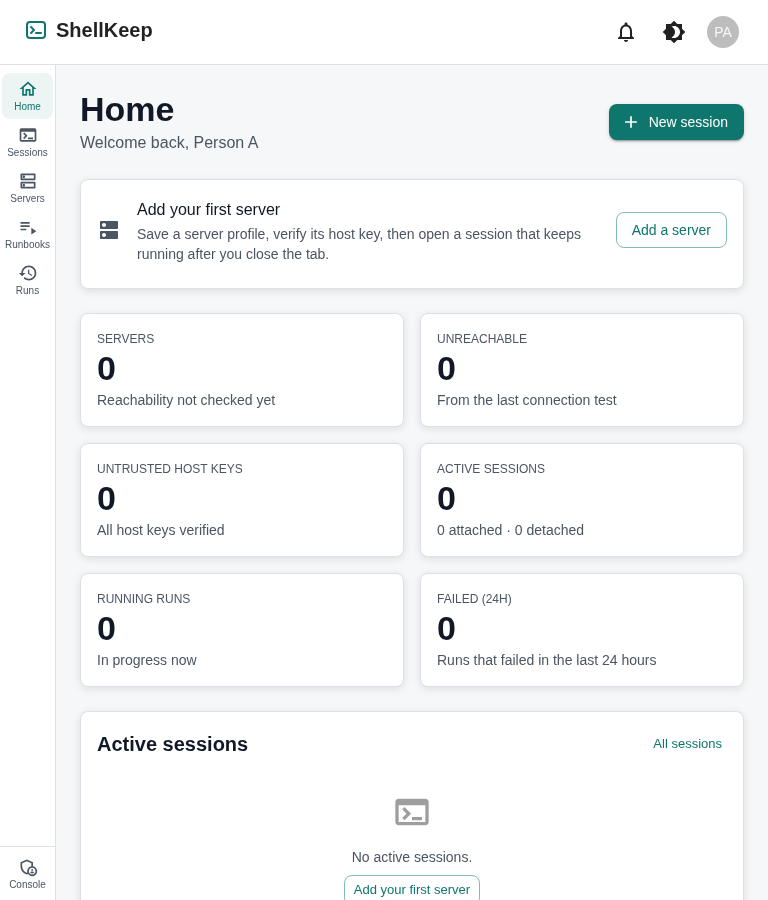 ShellKeep
PA
Home
Sessions
Servers
Runbooks
Runs
Console
Home
Welcome back, Person A
New session
Add your first server
Save a server profile, verify its host key, then open a session that keeps
running after you close the tab.
Add a server
SERVERS
0
Reachability not checked yet
UNREACHABLE
0
From the last connection test
UNTRUSTED HOST KEYS
0
All host keys verified
ACTIVE SESSIONS
0
0 attached · 0 detached
RUNNING RUNS
0
In progress now
FAILED (24H)
0
Runs that failed in the last 24 hours
Active sessions
All sessions
No active sessions.
Add your first server